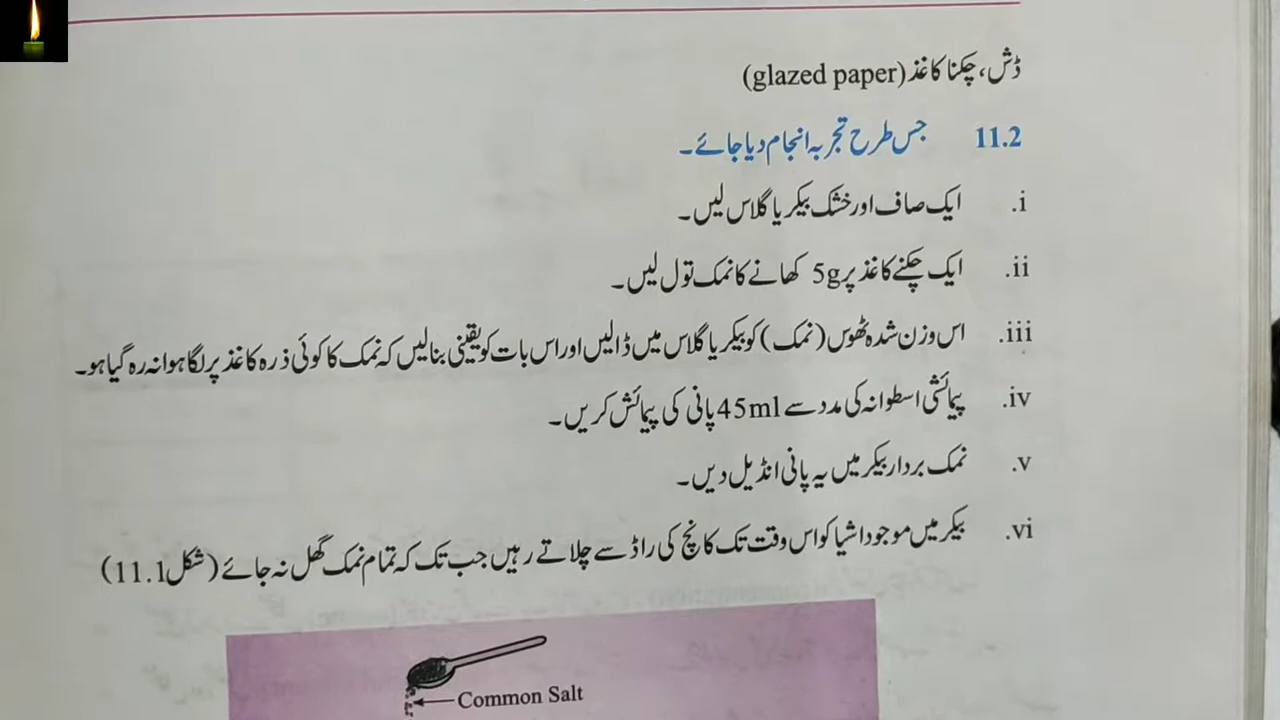 ڈش، چکنا کاغذ (glazed paper)
11.2 جس طرح تجربہ انجام دیا جائے۔
i. ایک صاف اور خشک بیکر یا گلاس لیں۔
ii. ایک چکنے کاغذ پر 5g کھانے کا نمک تول لیں۔
iii. اس وزن شدہ ٹھوس (نمک) کو بیکر یا گلاس میں ڈالیں اور اس بات کو یقینی بنالیں کہ نمک کا کوئی ذرہ کاغذ پر لگا ہوا نہ رہ گیا ہو۔
iv. پیمائشی اسطوانہ کی مدد سے 45ml پانی کی پیمائش کریں۔
v. نمک بردار بیکر میں یہ پانی انڈیل دیں۔
vi. بیکر میں موجود اشیا کو اس وقت تک کانچ کی راڈ سے چلاتے رہیں جب تک کہ تمام نمک گھل نہ جائے (شکل 11.1)
Common Salt